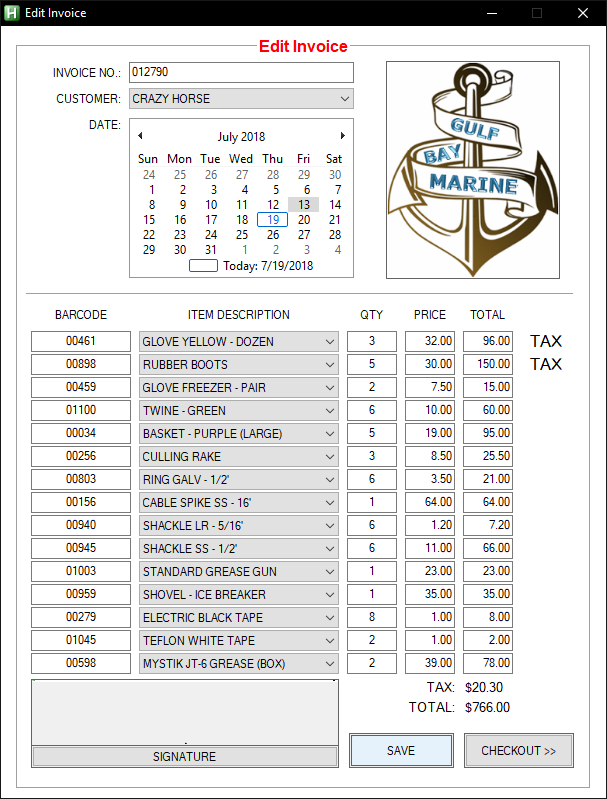 Edit Invoice
Edit Invoice
INVOICE NO.: 012790
CUSTOMER: CRAZY HORSE
DATE:
July 2018
Sun Mon Tue Wed Thu Fri Sat
24 25 26 27 28 29 30
1 2 3 4 5 6 7
8 9 10 11 12 13 14
15 16 17 18 19 20 21
22 23 24 25 26 27 28
29 30 31 1 2 3 4
Today: 7/19/2018
GULF
BAY
MARINE
BARCODE ITEM DESCRIPTION QTY PRICE TOTAL
00461 GLOVE YELLOW - DOZEN 3 32.00 96.00 TAX
00898 RUBBER BOOTS 5 30.00 150.00 TAX
00459 GLOVE FREEZER - PAIR 2 7.50 15.00
01100 TWINE - GREEN 6 10.00 60.00
00034 BASKET - PURPLE (LARGE) 5 19.00 95.00
00256 CULLING RAKE 3 8.50 25.50
00803 RING GALV - 1/2' 6 3.50 21.00
00156 CABLE SPIKE SS - 16' 1 64.00 64.00
00940 SHACKLE LR - 5/16' 6 1.20 7.20
00945 SHACKLE SS - 1/2' 6 11.00 66.00
01003 STANDARD GREASE GUN 1 23.00 23.00
00959 SHOVEL - ICE BREAKER 1 35.00 35.00
00279 ELECTRIC BLACK TAPE 8 1.00 8.00
01045 TEFLON WHITE TAPE 2 1.00 2.00
00598 MYSTIK JT-6 GREASE (BOX) 2 39.00 78.00
TAX: $20.30
TOTAL: $766.00
SIGNATURE
SAVE
CHECKOUT >>